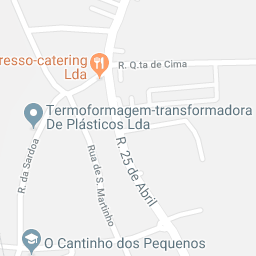 resso-catering
Lda
R. Q.ta de Cima
Termoformagem-transformadora
De Plásticos Lda
R. da Sardoa
Rua de S. Martinho
R. 25 de Abril
O Cantinho dos Pequenos